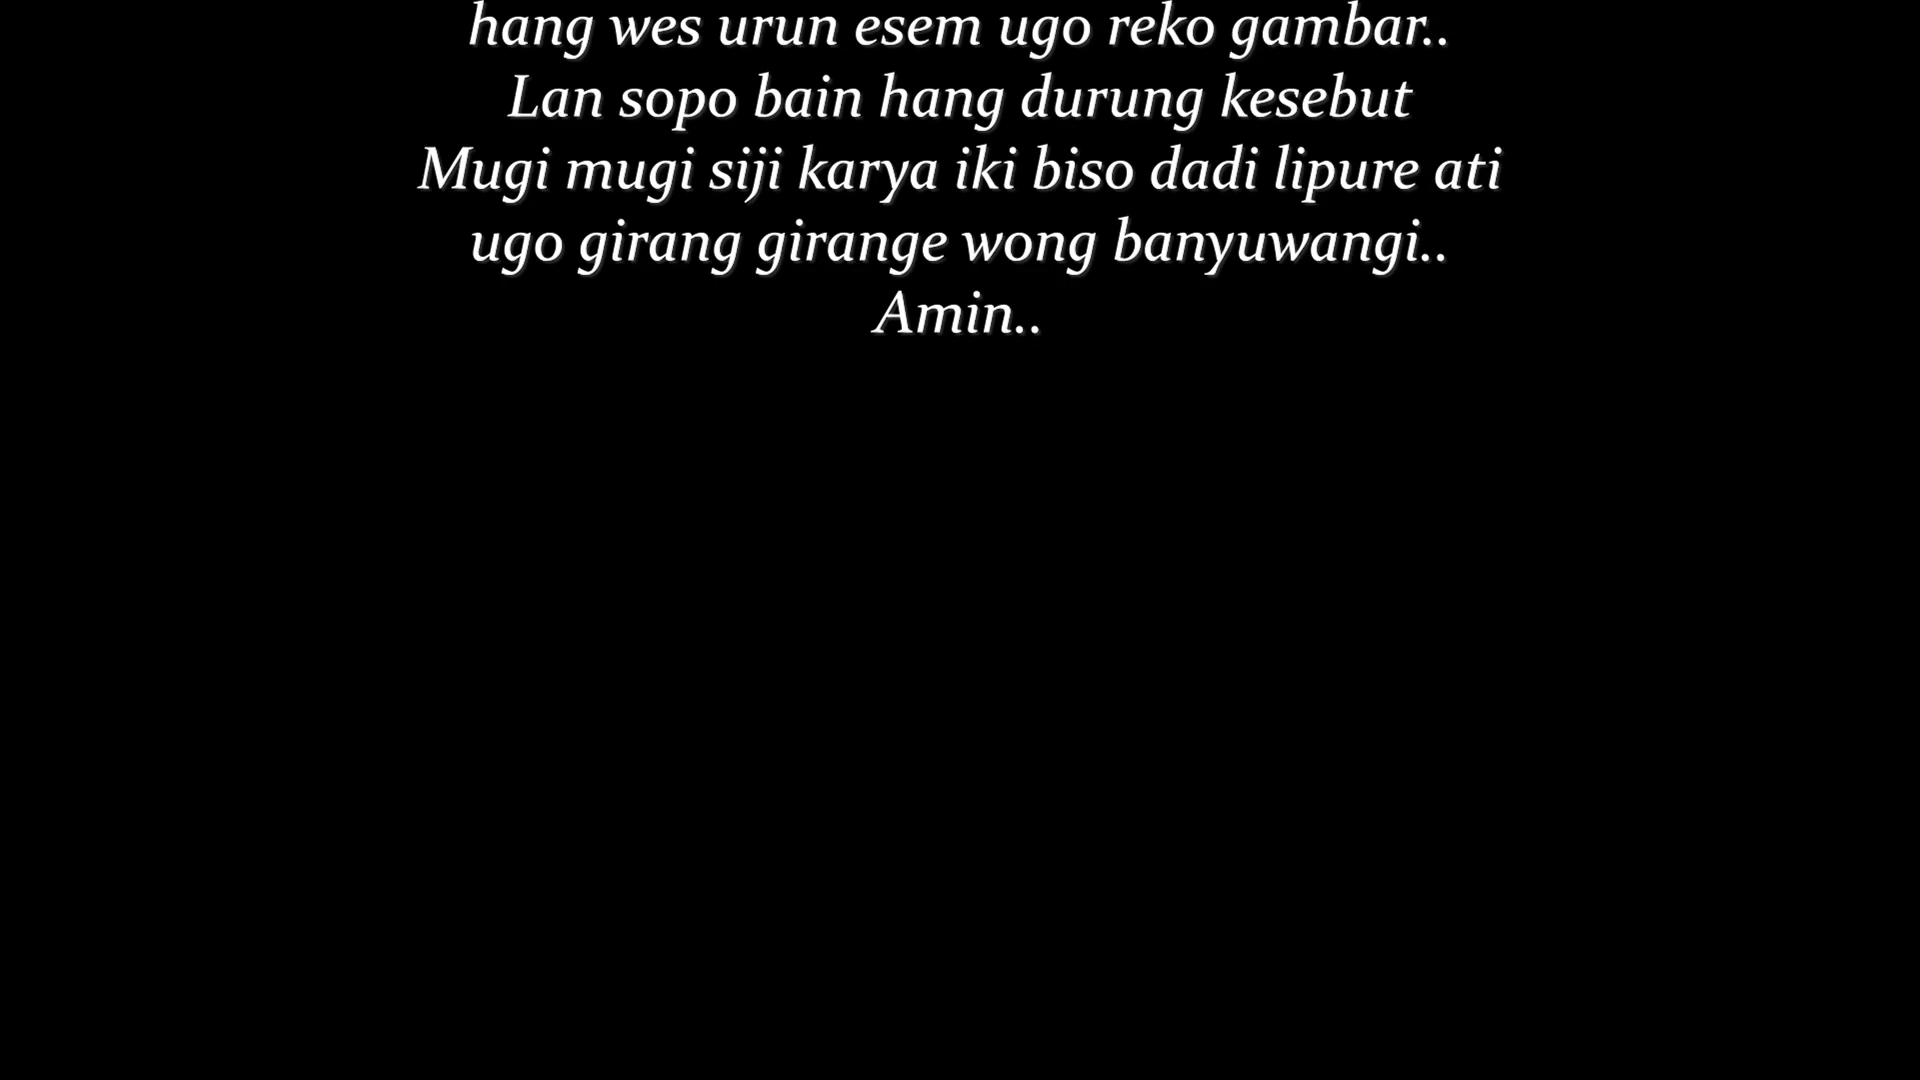 hang wes urun esem ugo reko gambar..
Lan sopo bain hang durung kesebut
Mugi mugi siji karya iki biso dadi lipure ati
ugo girang girange wong banyuwangi..
Amin..